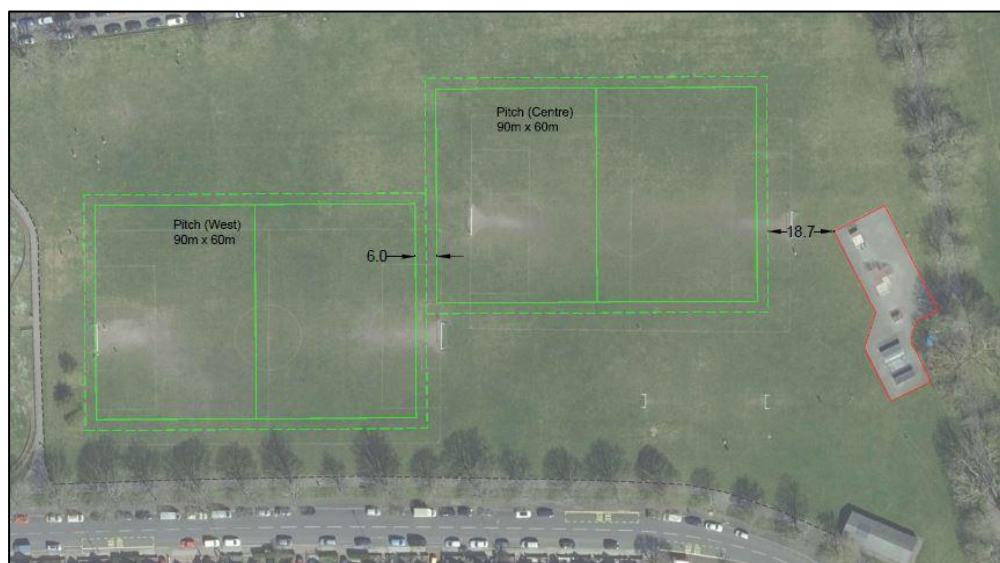 Pitch (Centre)
90m x 60m
Pitch (West)
90m x 60m
6.0
18.7